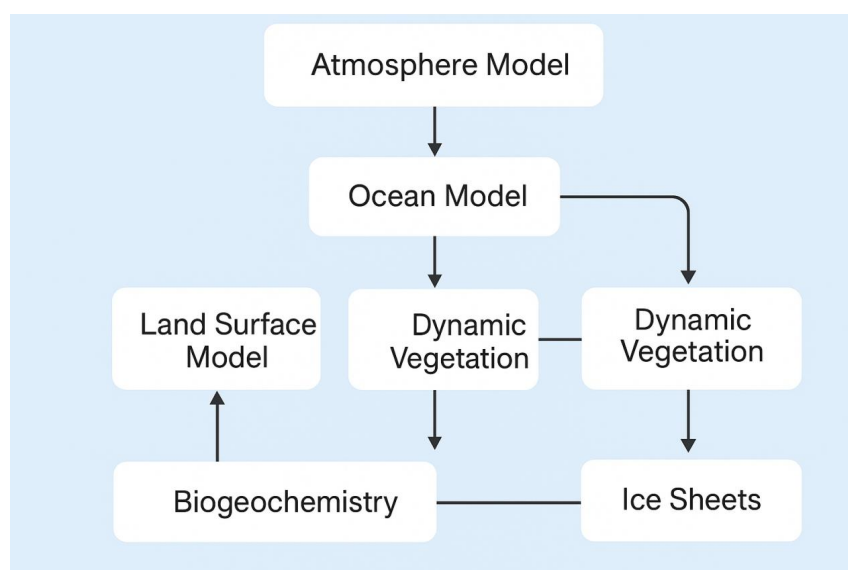 Atmosphere Model
Ocean Model
Land Surface
Model
Dynamic
Vegetation
Dynamic
Vegetation
Biogeochemistry
Ice Sheets